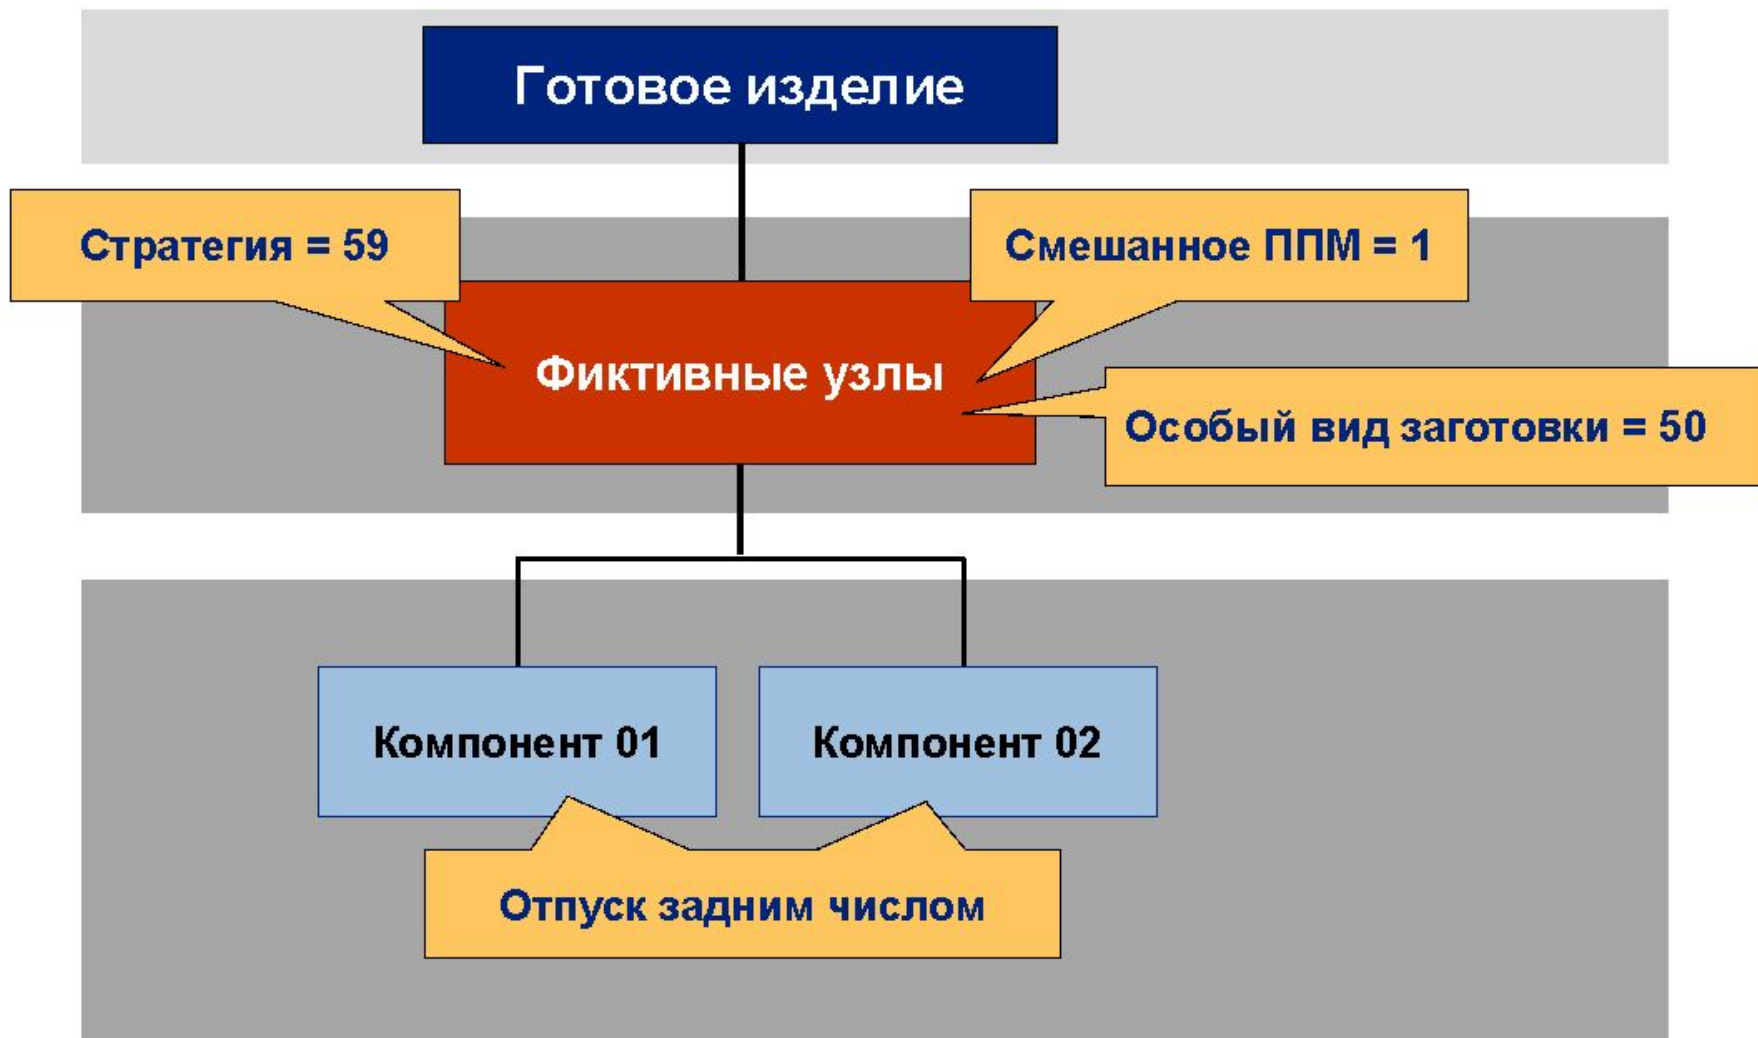 Готовое изделие
Стратегия = 59
Смешанное ППМ = 1
Фиктивные узлы
Особый вид заготовки = 50
Компонент 01
Компонент 02
Отпуск задним числом